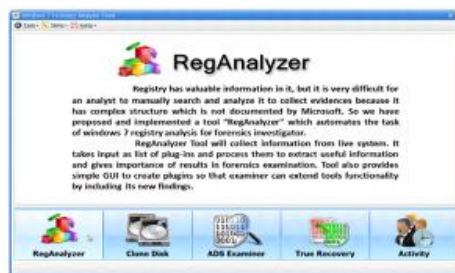 Windows 7 Forensics Analyzer Tool
RegAnalyzer
Registry has valuable information in it, but it is very difficult for
an analyst to manually search and analyze it to collect evidences because it
has complex structure which is not documented by Microsoft. So we have
proposed and implemented a tool "RegAnalyzer" which automates the task
of windows 7 registry analysis for forensics investigator.
RegAnalyzer Tool will collect information from live system. It
takes input as list of plug-ins and process them to extract useful information
and gives importance of results in forensics examination. Tool also provides
simple GUI to create plugins so that examiner can extend tools functionality
by including its new findings.
RegAnalyzer Clone Disk ADS Examiner True Recovery Activity